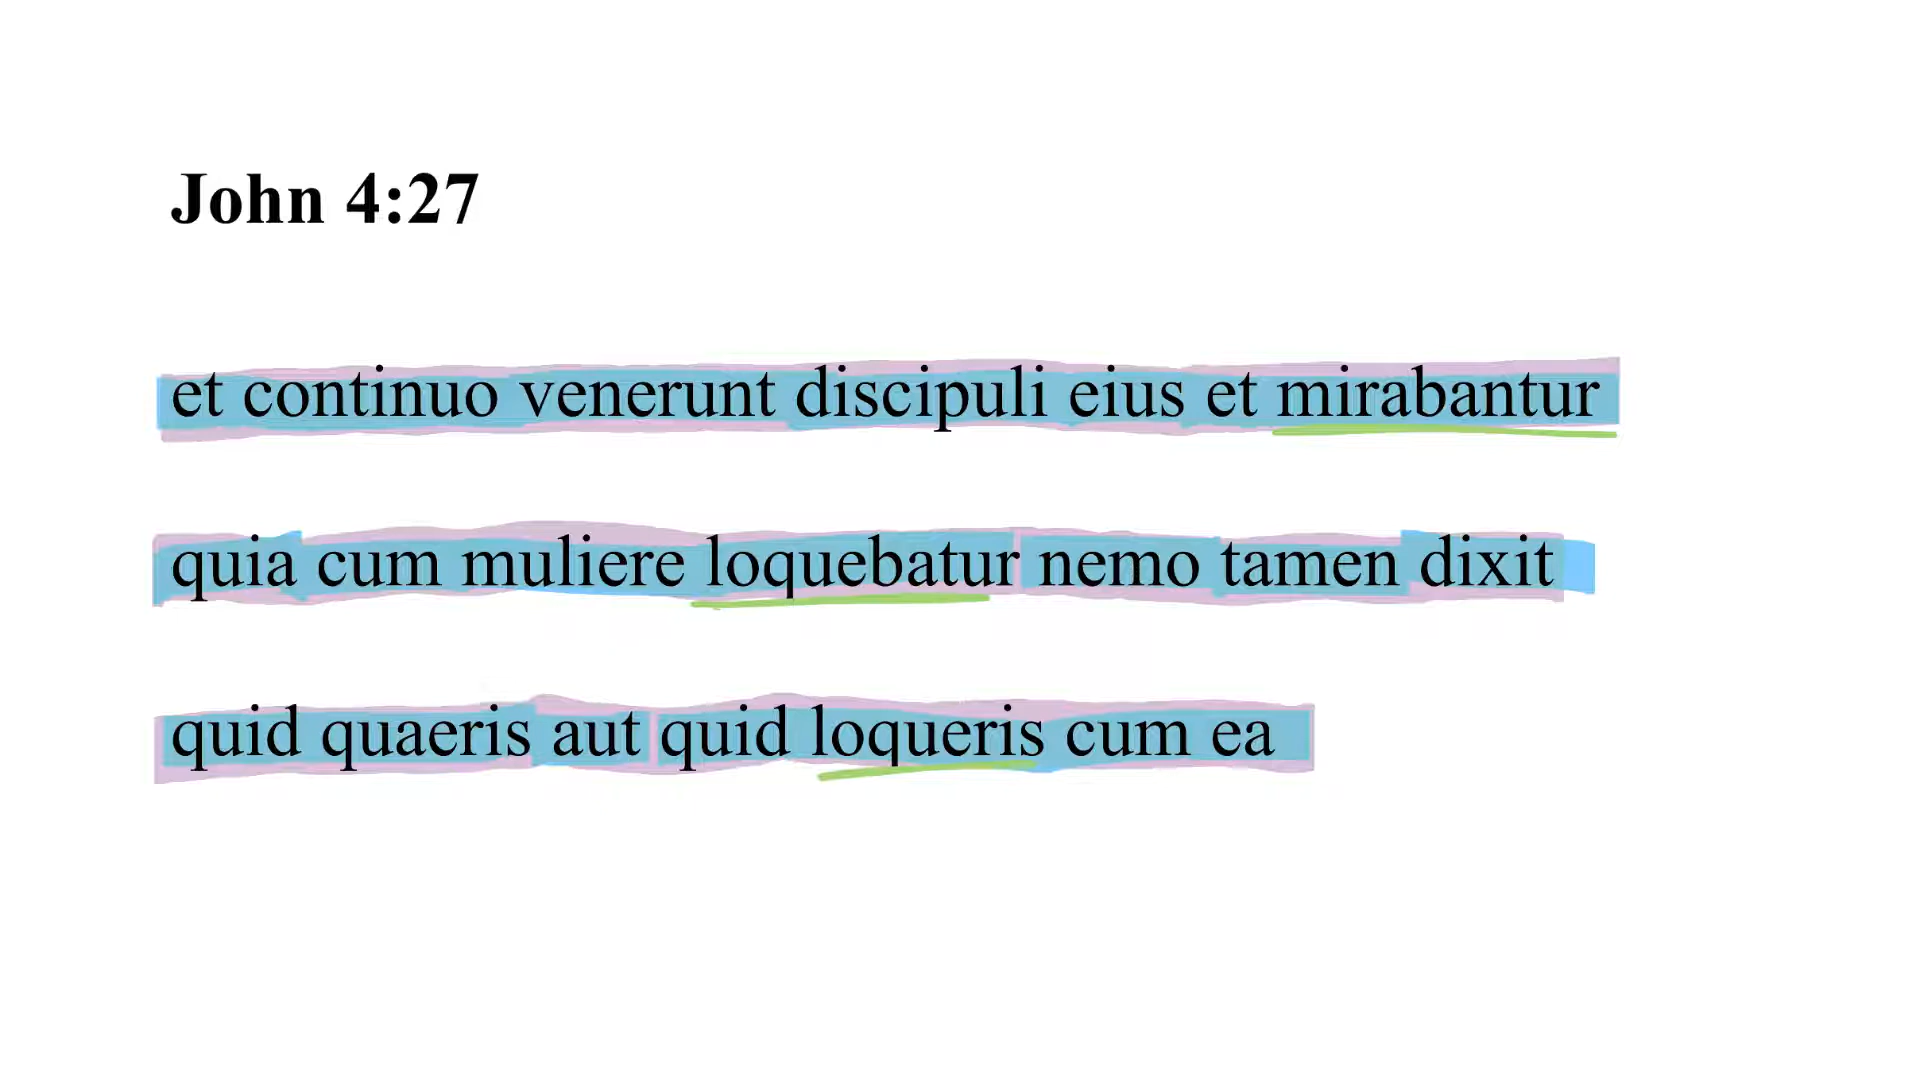 John 4:27
et continuo venerunt discipuli eius et mirabantur
quia cum muliere loquebatur nemo tamen dixit
quid quaeris aut quid loqueris cum ea